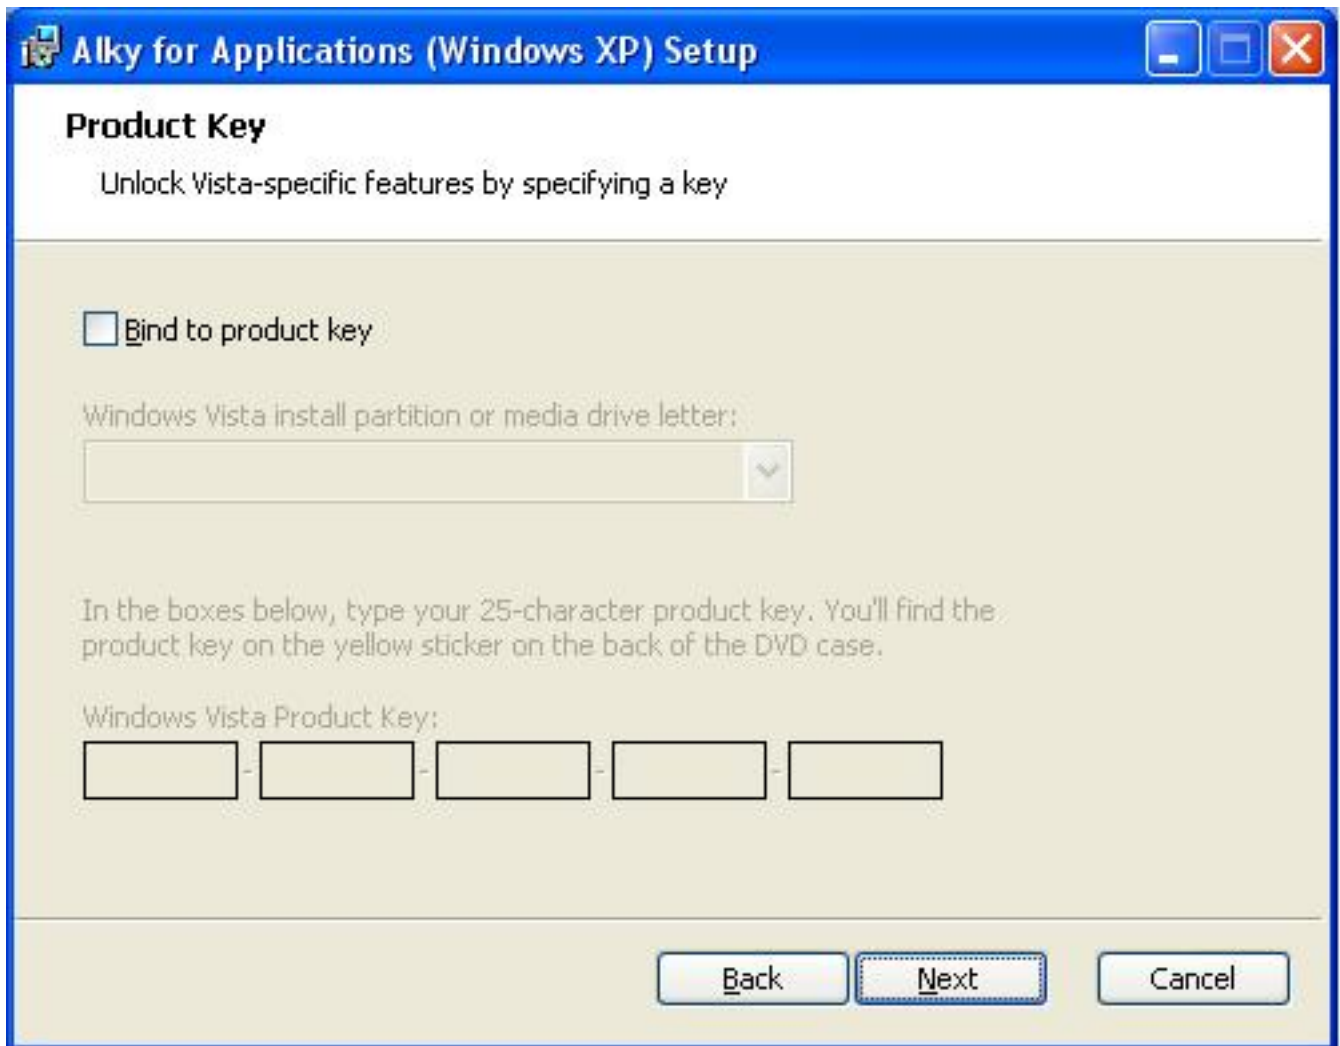 Alky for Applications (Windows XP) Setup
Product Key
Unlock Vista-specific features by specifying a key
Bind to product key
Windows Vista install partition or media drive letter:
In the boxes below, type your 25-character product key. You'll find the
product key on the yellow sticker on the back of the DVD case.
Windows Vista Product Key:
- - - -
Back Next Cancel